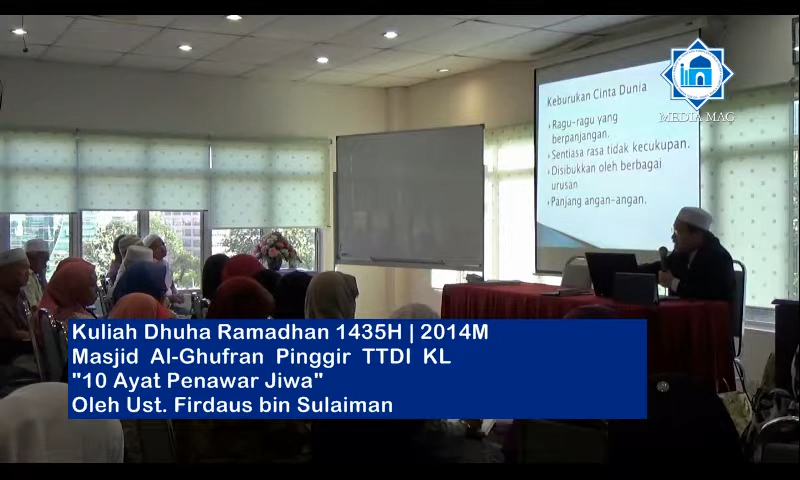 Keburukan Cinta Dunia
Ragu-ragu yang
berpanjangan.
Sentiasa rasa tidak kecukupan.
Disibukkan oleh berbagai
urusan
Panjang angan-angan.
MEDIA MAG
Kuliah Dhuha Ramadhan 1435H | 2014M
Masjid Al-Ghufran Pinggir TTDI KL
"10 Ayat Penawar Jiwa"
Oleh Ust. Firdaus bin Sulaiman